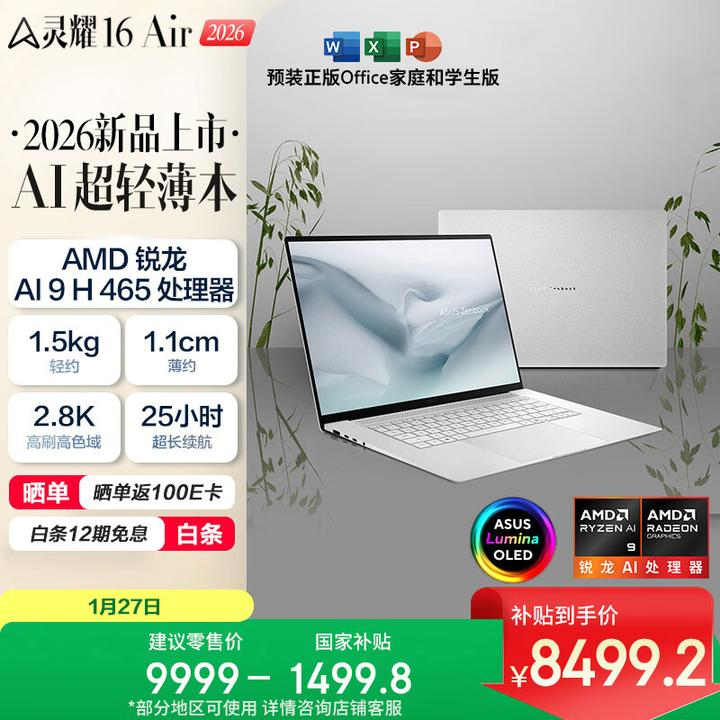 灵耀16 Air 2026
W X P
预装正版Office家庭和学生版
·2026新品上市·
AI超轻薄本
AMD 锐龙
AI 9 H 465 处理器
1.5kg
轻约
1.1cm
薄约
2.8K
高刷高色域
25小时
超长续航
晒单 晒单返100E卡
白条12期免息 白条
ASUS Zenbook
ASUS Zenbook
ASUS
Lumina
OLED
AMD
RYZEN AI
9
AMD
RADEON
GRAPHICS
锐龙 AI 处理器
1月27日
建议零售价
9999
国家补贴
–1499.8
*部分地区可使用 详情咨询店铺客服
补贴到手价
¥8499.2